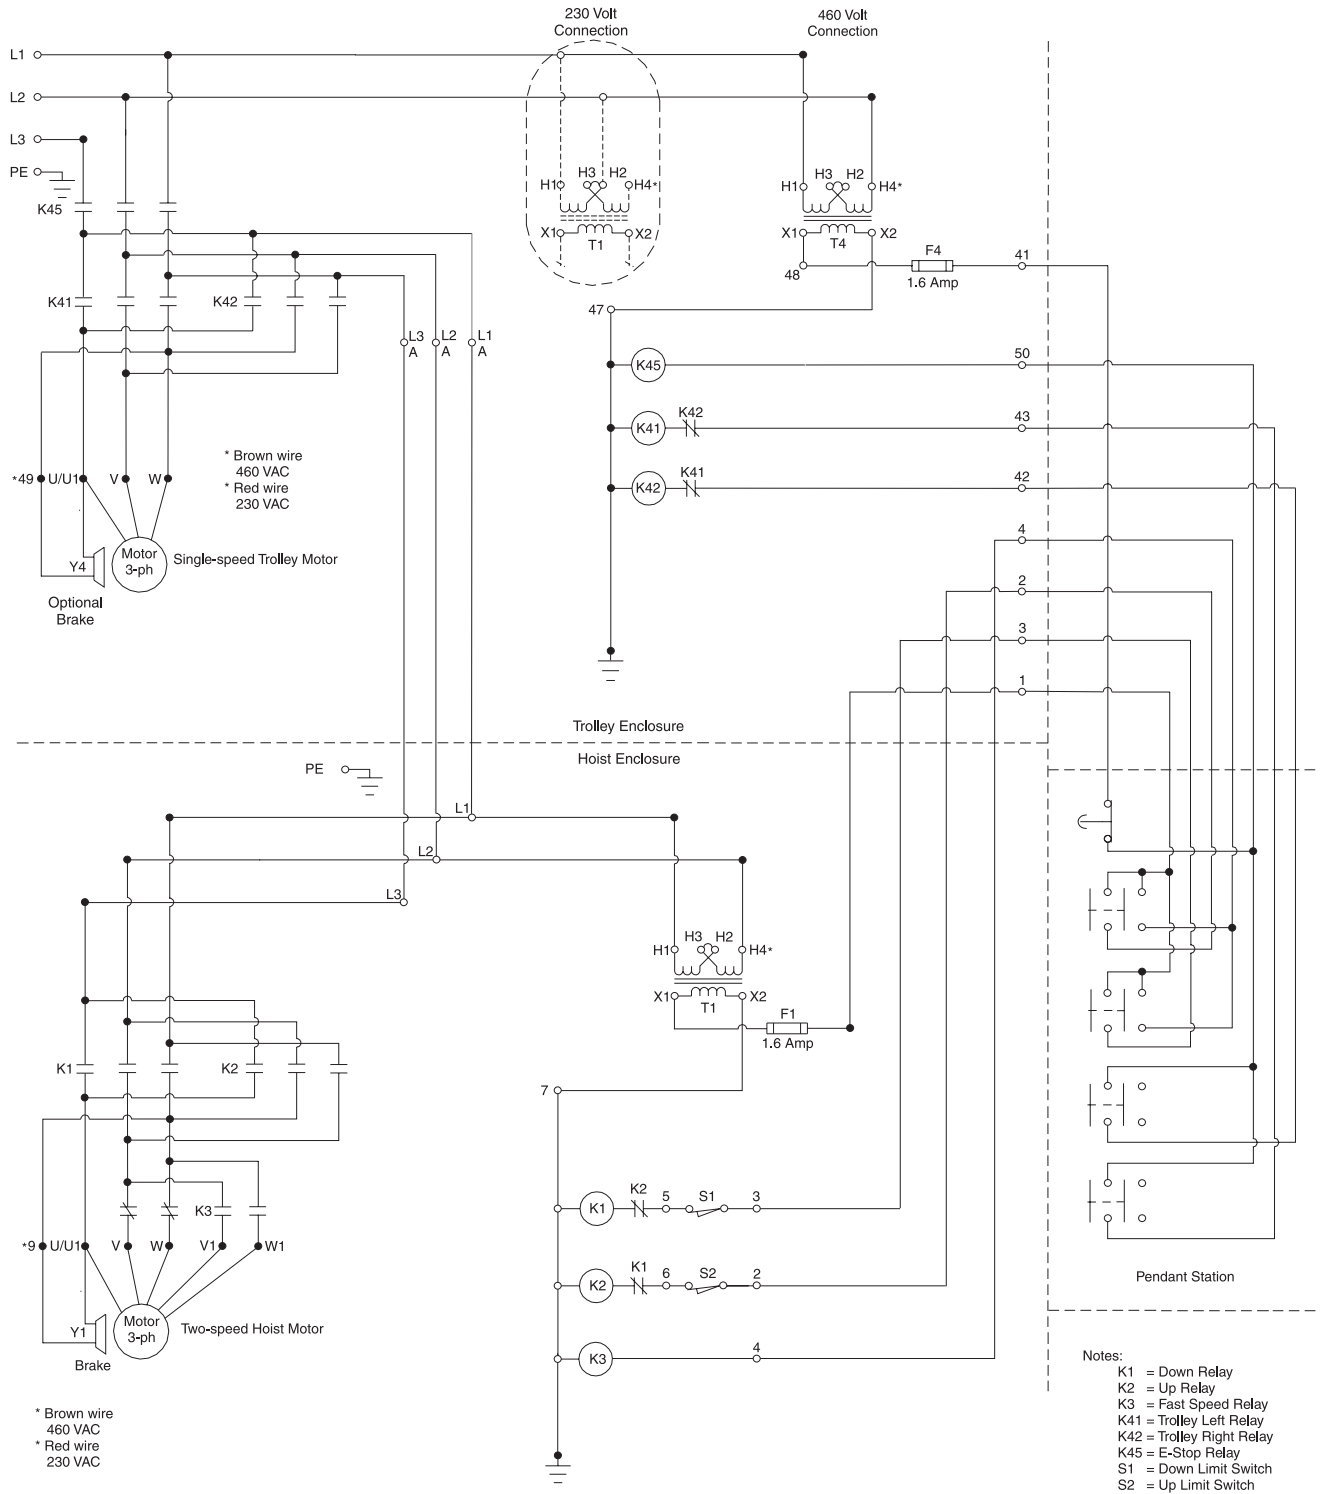 230 Volt
Connection
460 Volt
Connection
L1
L2
L3
PE
H1 H3 H2 H4*
H1 H3 H2 H4*
K45
X1 T1 X2
X1 T4 X2
F4
41
48
1.6 Amp
K41
K42
47
L3
A
L2
A
L1
A
50
K45
K42
43
K41
K41
42
K42
* Brown wire
460 VAC
* Red wire
230 VAC
*49 U/U1 V W
4
Motor
3-ph
Single-speed Trolley Motor
Y4
2
Optional
Brake
3
1
Trolley Enclosure
Hoist Enclosure
PE
L1
L2
L3
H1 H3 H2 H4*
X1 T1 X2
F1
1.6 Amp
K1
K2
7
K2
5
S1
3
K1
K3
*9 U/U1 V W V1 W1
K1
6
S2
2
K2
Pendant Station
Motor
3-ph
Two-speed Hoist Motor
Y1
Brake
4
K3
* Brown wire
460 VAC
* Red wire
230 VAC
Notes:
K1 = Down Relay
K2 = Up Relay
K3 = Fast Speed Relay
K41 = Trolley Left Relay
K42 = Trolley Right Relay
K45 = E-Stop Relay
S1 = Down Limit Switch
S2 = Up Limit Switch